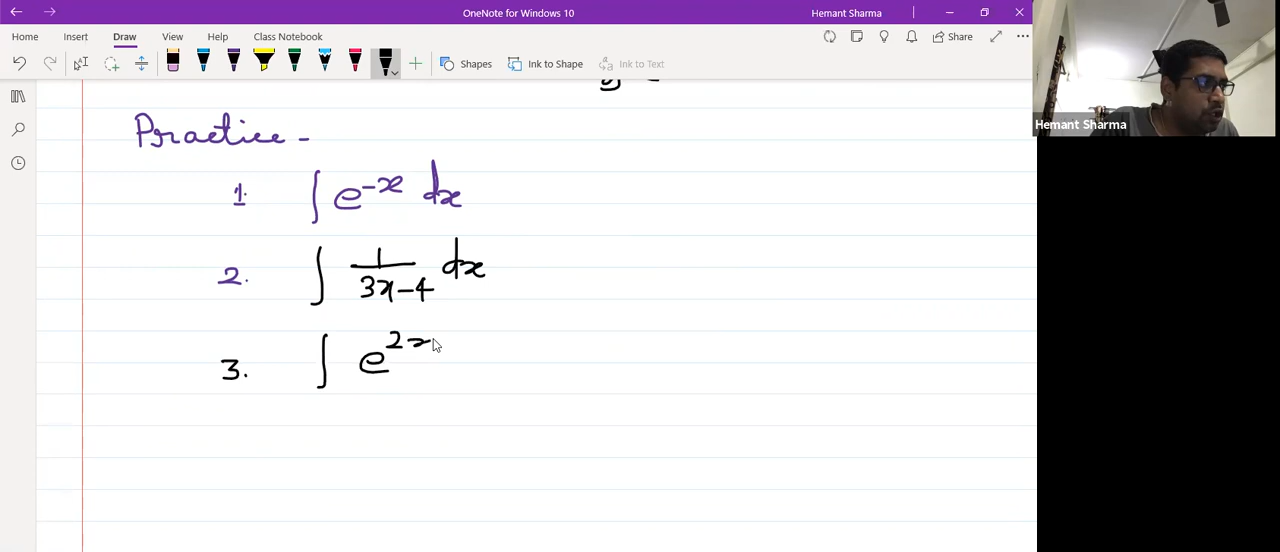 OneNote for Windows 10
Hemant Sharma
Home Insert Draw View Help Class Notebook
Share
Shapes Ink to Shape Ink to Text
Hemant Sharma
Practice -
1. ∫ e^{-x} dx
2. ∫ \frac{1}{3x-4} dx
3. ∫ e^{2x}